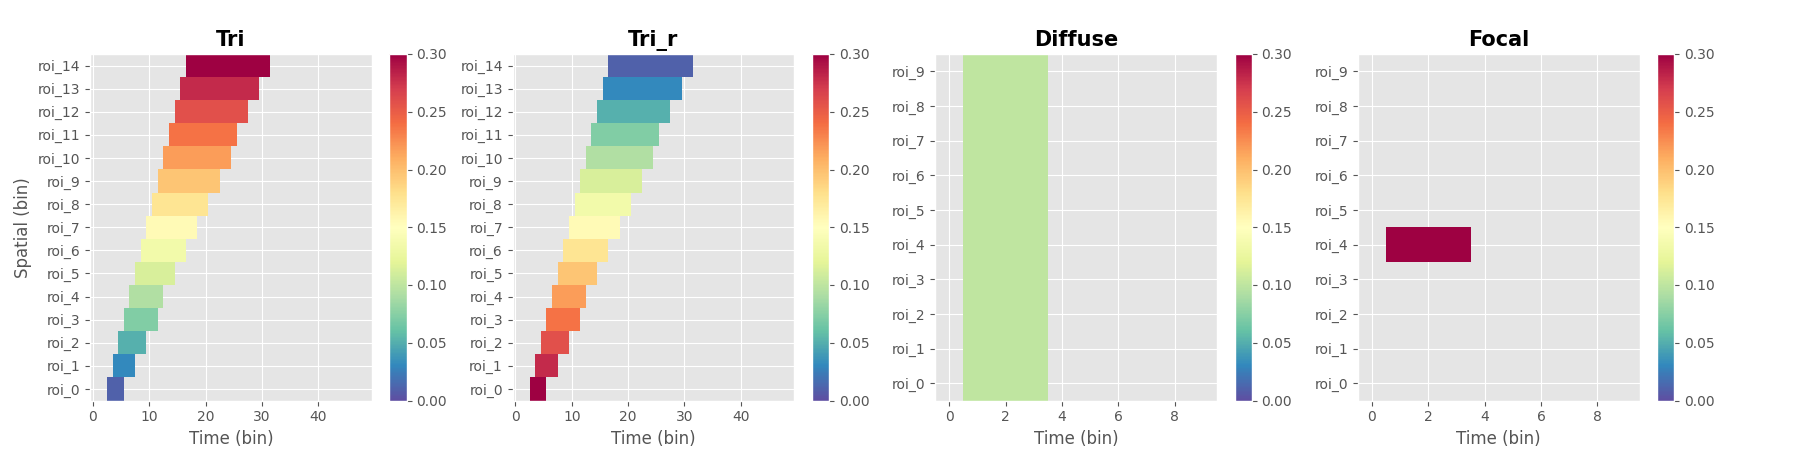 Tri
Spatial (bin)
roi_14
roi_13
roi_12
roi_11
roi_10
roi_9
roi_8
roi_7
roi_6
roi_5
roi_4
roi_3
roi_2
roi_1
roi_0
0 10 20 30 40
Time (bin)
0.30
0.25
0.20
0.15
0.10
0.05
0.00
Tri_r
roi_14
roi_13
roi_12
roi_11
roi_10
roi_9
roi_8
roi_7
roi_6
roi_5
roi_4
roi_3
roi_2
roi_1
roi_0
0 10 20 30 40
Time (bin)
0.30
0.25
0.20
0.15
0.10
0.05
0.00
Diffuse
roi_9
roi_8
roi_7
roi_6
roi_5
roi_4
roi_3
roi_2
roi_1
roi_0
0 2 4 6 8
Time (bin)
0.30
0.25
0.20
0.15
0.10
0.05
0.00
Focal
roi_9
roi_8
roi_7
roi_6
roi_5
roi_4
roi_3
roi_2
roi_1
roi_0
0 2 4 6 8
Time (bin)
0.30
0.25
0.20
0.15
0.10
0.05
0.00